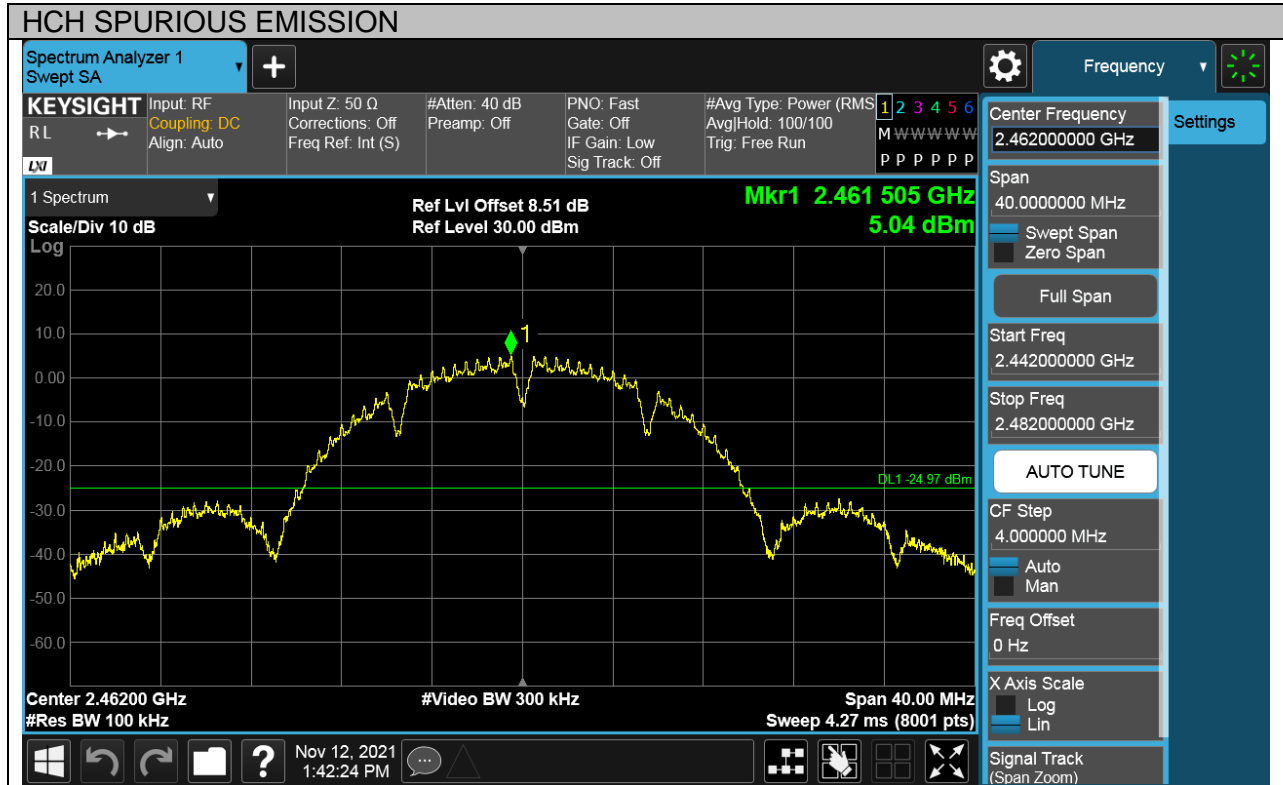 HCH SPURIOUS EMISSION
Spectrum Analyzer 1
Swept SA
Frequency
KEYSIGHT
R L
LXI
Input: RF
Coupling: DC
Align: Auto
Input Z: 50 Ω
Corrections: Off
Freq Ref: Int (S)
#Atten: 40 dB
Preamp: Off
PNO: Fast
Gate: Off
IF Gain: Low
Sig Track: Off
#Avg Type: Power (RMS
Avg|Hold: 100/100
Trig: Free Run
1 2 3 4 5 6
M W W W W W
P P P P P P
1 Spectrum
Scale/Div 10 dB
Ref Lvl Offset 8.51 dB
Ref Level 30.00 dBm
Mkr1 2.461 505 GHz
5.04 dBm
Log
20.0
10.0
0.00
-10.0
-20.0
-30.0
-40.0
-50.0
-60.0
1
DL1 -24.97 dBm
Center 2.46200 GHz
#Res BW 100 kHz
#Video BW 300 kHz
Span 40.00 MHz
Sweep 4.27 ms (8001 pts)
Nov 12, 2021
1:42:24 PM
Center Frequency
2.462000000 GHz
Settings
Span
40.0000000 MHz
Swept Span
Zero Span
Full Span
Start Freq
2.442000000 GHz
Stop Freq
2.482000000 GHz
AUTO TUNE
CF Step
4.000000 MHz
Auto
Man
Freq Offset
0 Hz
X Axis Scale
Log
Lin
Signal Track
(Span Zoom)